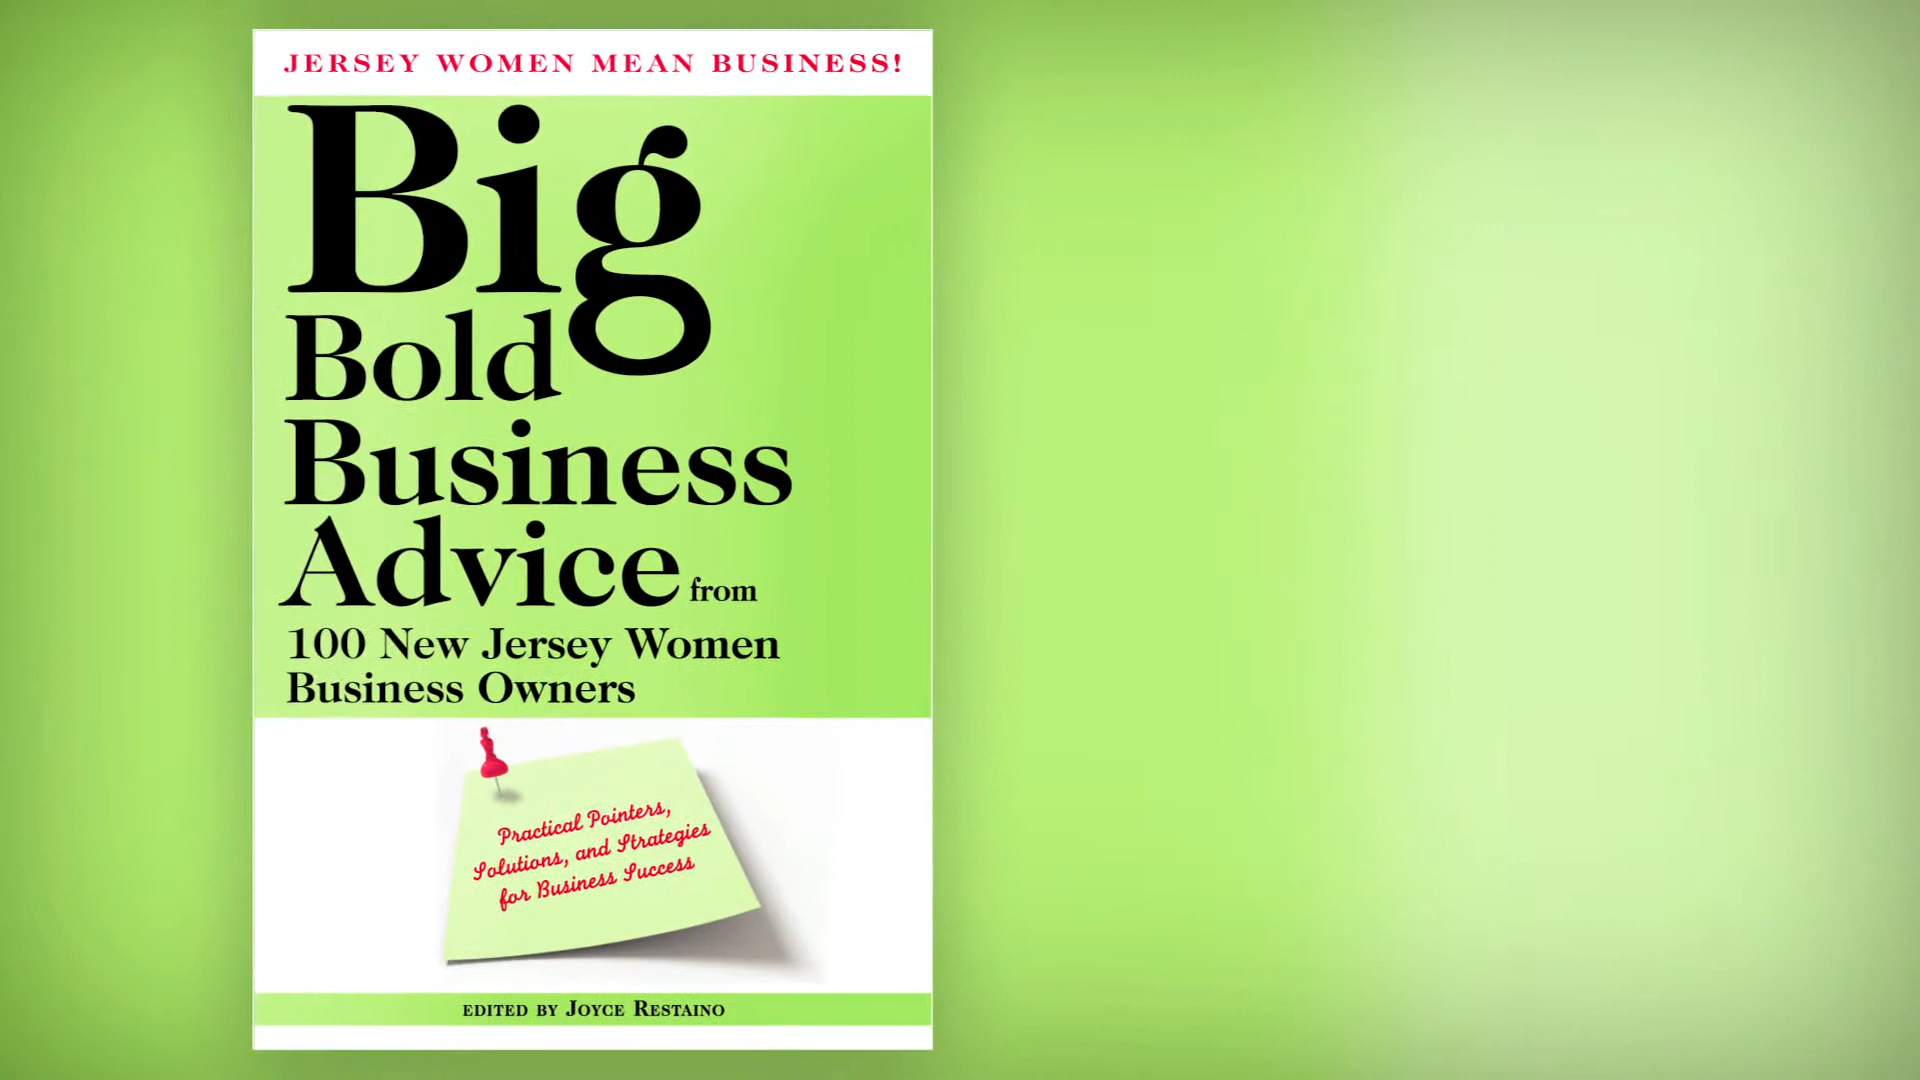 JERSEY WOMEN MEAN BUSINESS!
Big
Bold
Business
Advice from
100 New Jersey Women
Business Owners
Practical Pointers,
Solutions, and Strategies
for Business Success
EDITED BY JOYCE RESTAINO